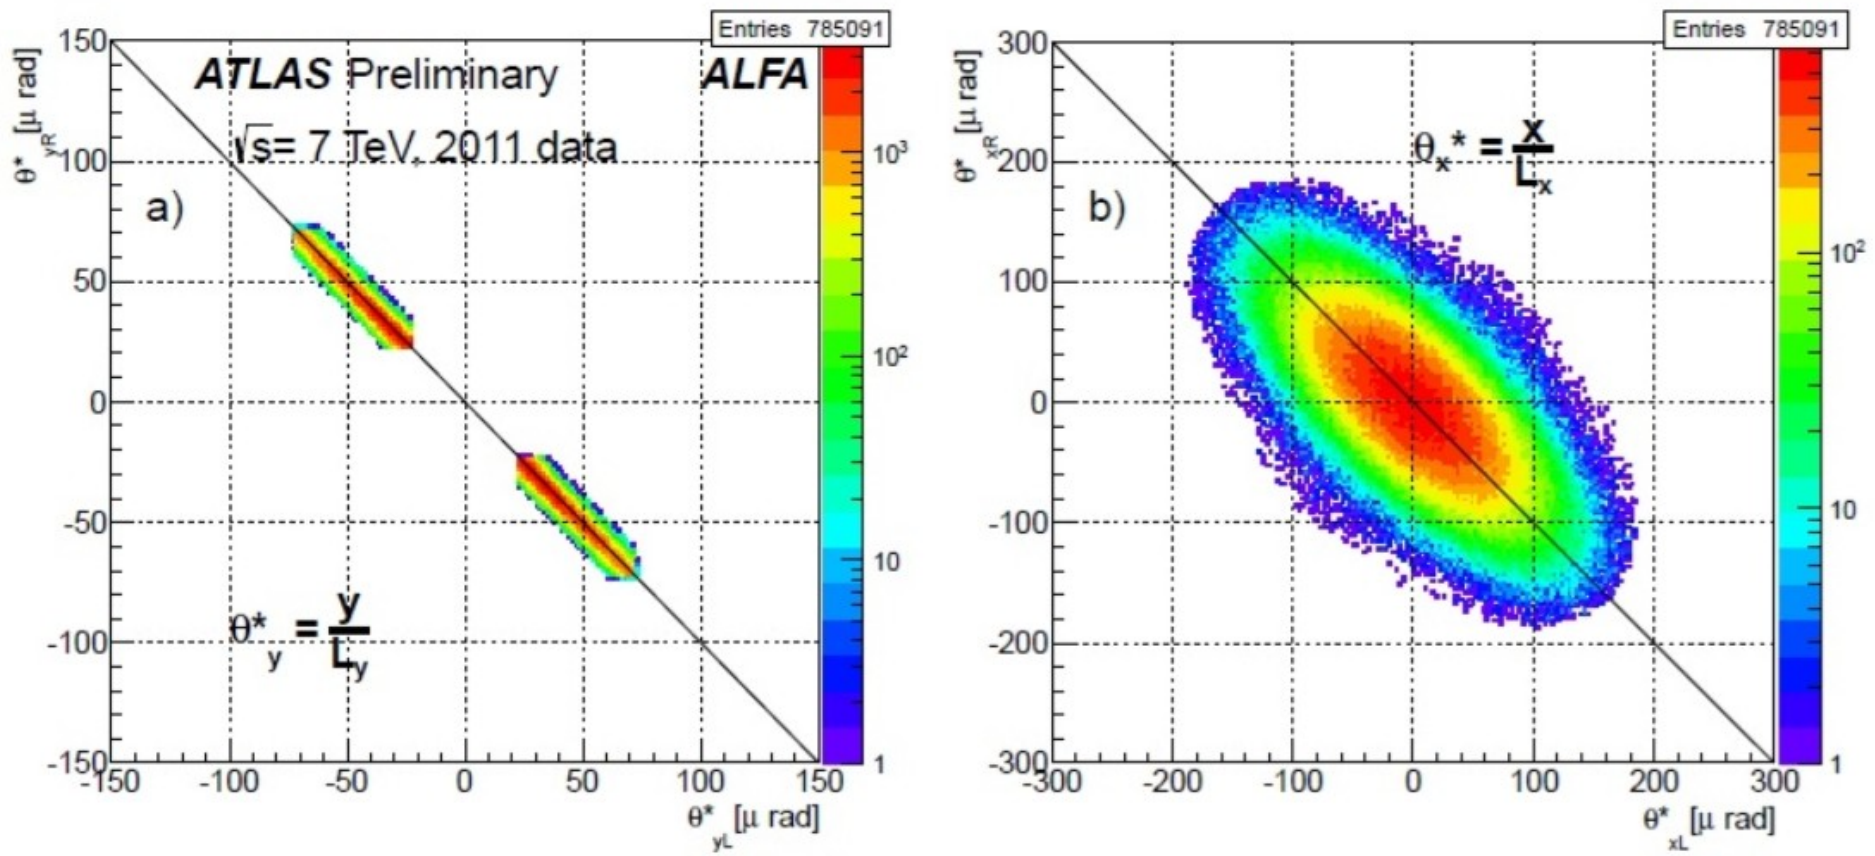 Entries 785091
θ*yR [μ rad]
150
100
50
0
-50
-100
-150
ATLAS Preliminary ALFA
√s= 7 TeV, 2011 data
a)
θ*y = y/Ly
10³
10²
10
1
-150 -100 -50 0 50 100 150
θ*yL [μ rad]
Entries 785091
θ*xR [μ rad]
300
200
100
0
-100
-200
-300
θx* = x/Lx
b)
10²
10
1
-300 -200 -100 0 100 200 300
θ*xL [μ rad]